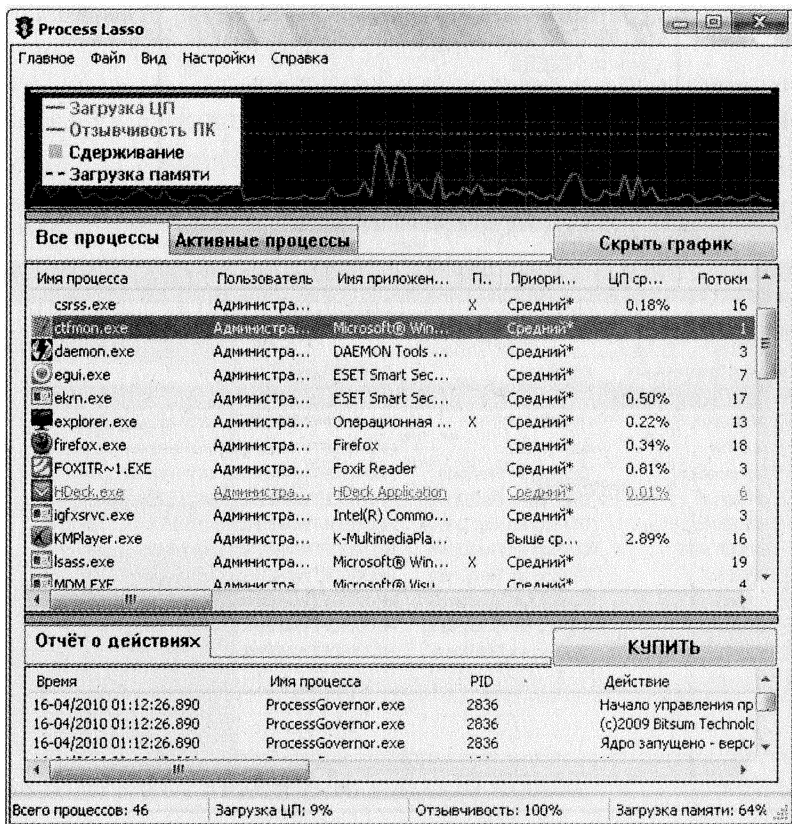 Process Lasso
Главное Файл Вид Настройки Справка
Загрузка ЦП
Отзывчивость ПК
Сдерживание
Загрузка памяти
Все процессы Активные процессы Скрыть график
Имя процесса Пользователь Имя приложен... П.. Приори... ЦП ср... Потоки
csrss.exe Администра... X Средний* 0.18% 16
ctfmon.exe Администра... Microsoft® Win... Средний* 1
daemon.exe Администра... DAEMON Tools ... Средний* 3
egui.exe Администра... ESET Smart Sec... Средний* 7
ekrn.exe Администра... ESET Smart Sec... Средний* 0.50% 17
explorer.exe Администра... Операционная ... X Средний* 0.22% 13
firefox.exe Администра... Firefox Средний* 0.34% 18
FOXITR~1.EXE Администра... Foxit Reader Средний* 0.81% 3
HDeck.exe Администра... HDeck Application Средний* 0.01% 6
igfxsrvc.exe Администра... Intel(R) Commo... Средний* 3
KMPlayer.exe Администра... K-MultimediaPla... Выше ср... 2.89% 16
lsass.exe Администра... Microsoft® Win... X Средний* 19
MDM.EXE Администра... Microsoft® Visu... Средний* 4
Отчёт о действиях КУПИТЬ
Время Имя процесса PID Действие
16-04/2010 01:12:26.890 ProcessGovernor.exe 2836 Начало управления пр
16-04/2010 01:12:26.890 ProcessGovernor.exe 2836 (c)2009 Bitsum Technolc
16-04/2010 01:12:26.890 ProcessGovernor.exe 2836 Ядро запущено - верси
Всего процессов: 46 Загрузка ЦП: 9% Отзывчивость: 100% Загрузка памяти: 64%